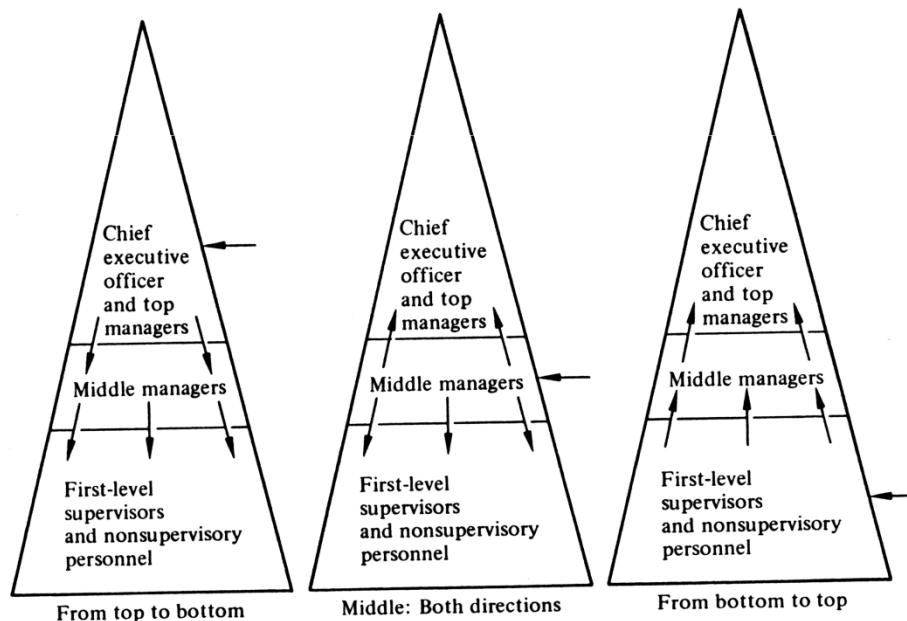 Chief
executive
officer
and top
managers
Middle managers
First-level
supervisors
and nonsupervisory
personnel
From top to bottom
Chief
executive
officer
and top
managers
Middle managers
First-level
supervisors
and nonsupervisory
personnel
Middle: Both directions
Chief
executive
officer
and top
managers
Middle managers
First-level
supervisors
and nonsupervisory
personnel
From bottom to top